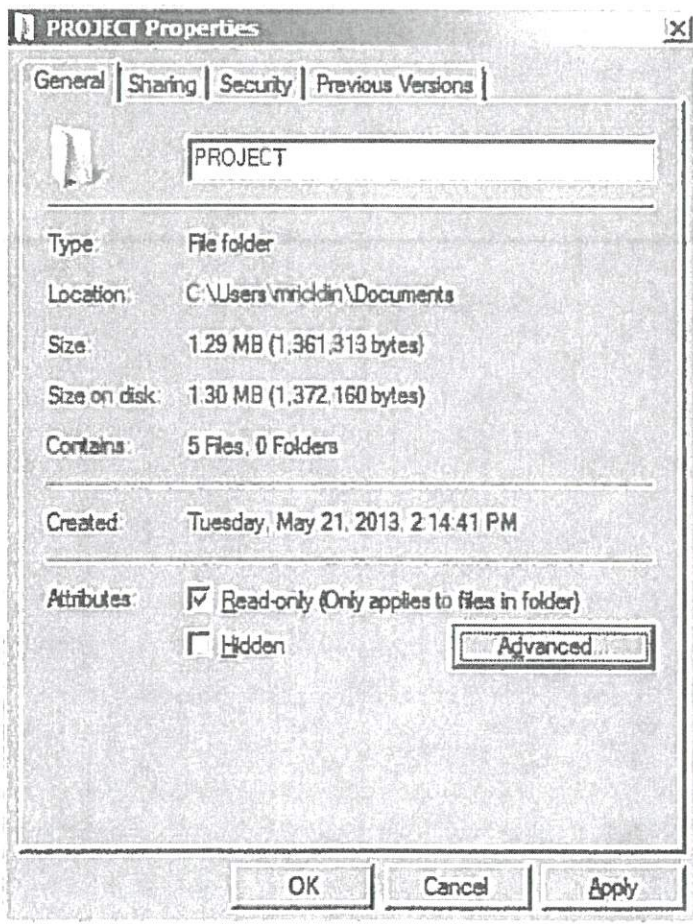 PROJECT Properties
General Sharing Security Previous Versions
PROJECT
Type: File folder
Location: C:\Users\mricklin\Documents
Size: 1.29 MB (1,361,313 bytes)
Size on disk: 1.30 MB (1,372,160 bytes)
Contains: 5 Files, 0 Folders
Created: Tuesday, May 21, 2013, 2:14:41 PM
Attributes: Read-only (Only applies to files in folder)
Hidden Advanced...
OK Cancel Apply